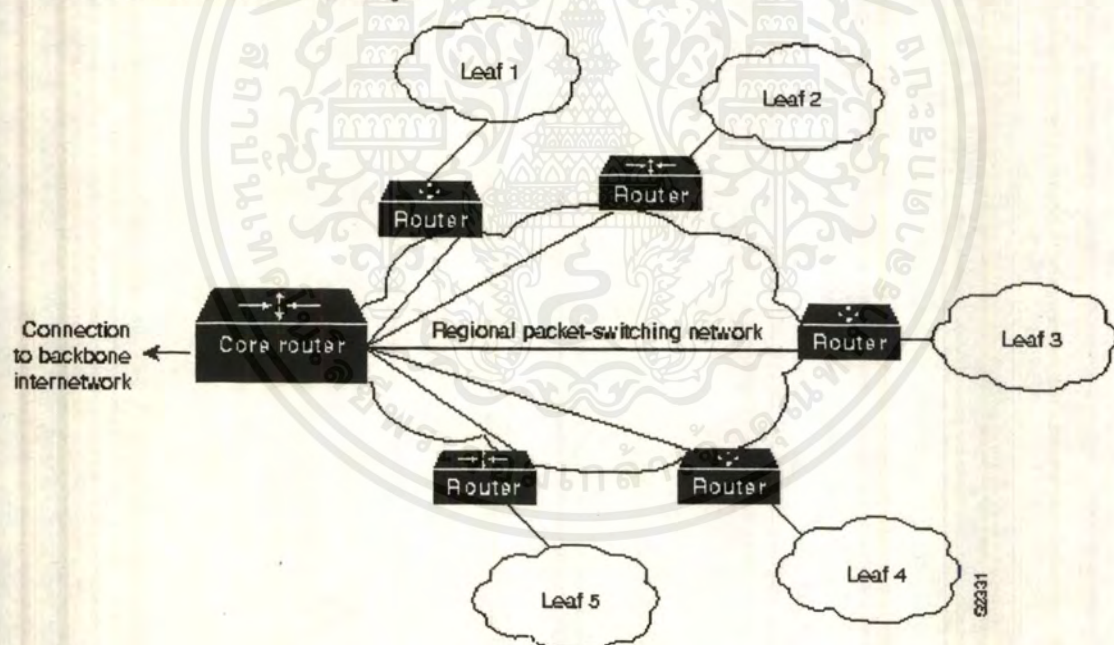 Leaf 1
Leaf 2
Router
Router
Connection
to backbone
internetwork
Core router
Regional packet-switching network
Router
Leaf 3
Router
Router
Leaf 5
Leaf 4
S2331